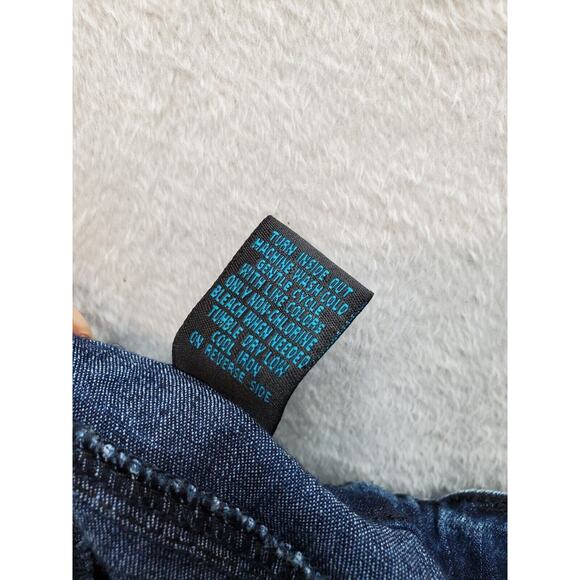 TURN INSIDE OUT
MACHINE WASH COLD
GENTLE CYCLE
WITH LIKE COLORS
ONLY NON-CHLORINE
BLEACH WHEN NEEDED
TUMBLE DRY LOW
COOL IRON
ON REVERSE SIDE